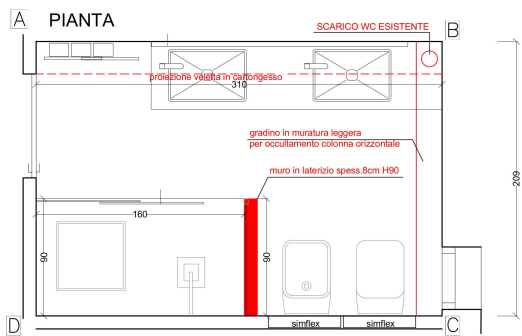 A
PIANTA
SCARICO WC ESISTENTE
B
proiezione veletta in cartongesso
310
gradino in muratura leggera
per occultamento colonna orizzontale
muro in laterizio spess.8cm H90
209
160
90
90
simflex
simflex
D
C